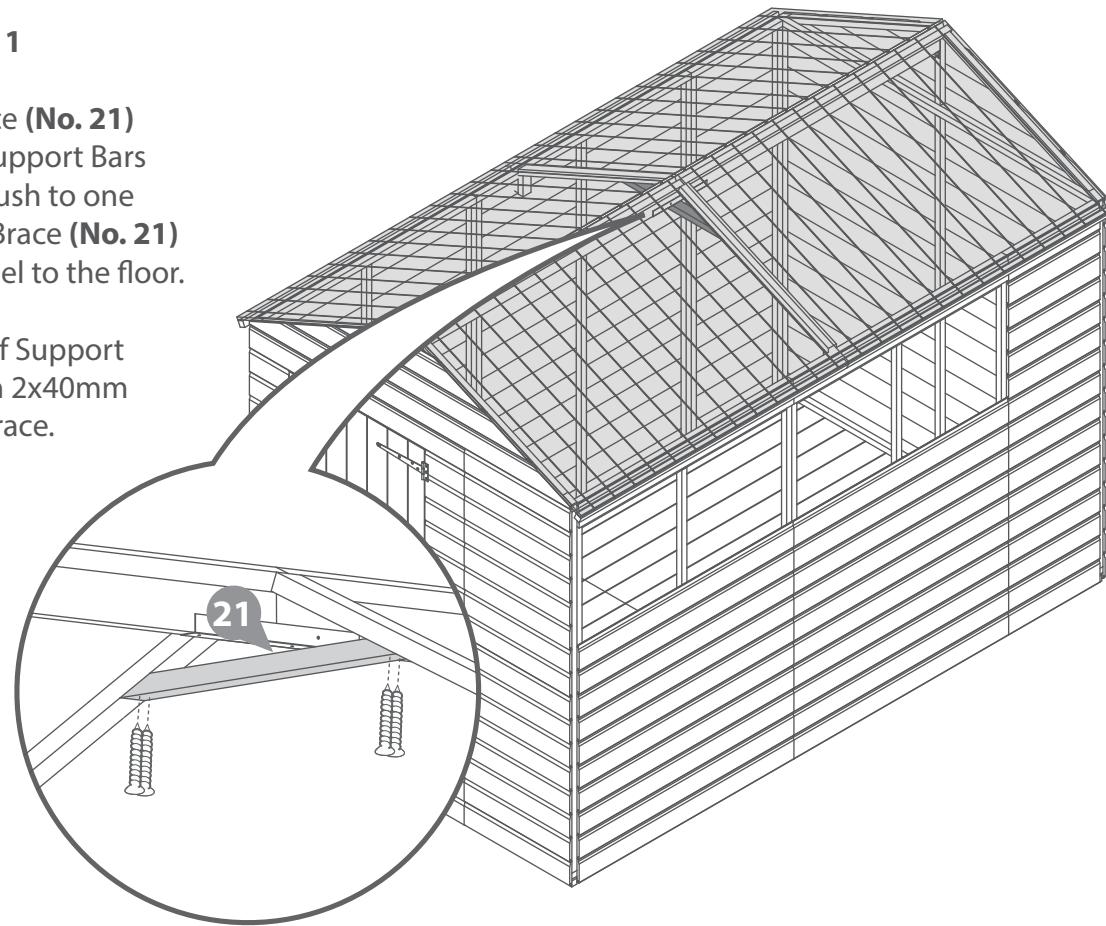 1
(No. 21)
upport Bars
ush to one
Brace (No. 21)
el to the floor.
f Support
2x40mm
race.
21